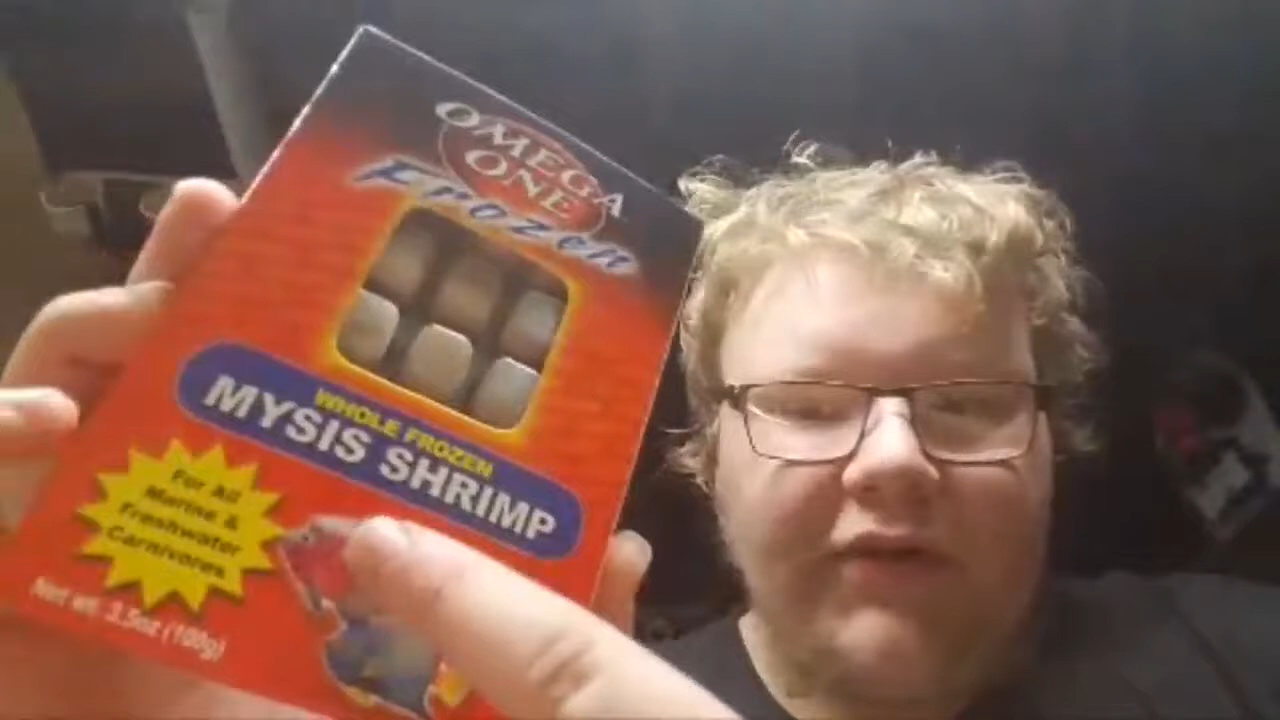 OMEGA
ONE
Frozen
WHOLE FROZEN
MYSIS SHRIMP
For All
Marine &
Freshwater
Carnivores
Net wt. 3.5oz (100g)